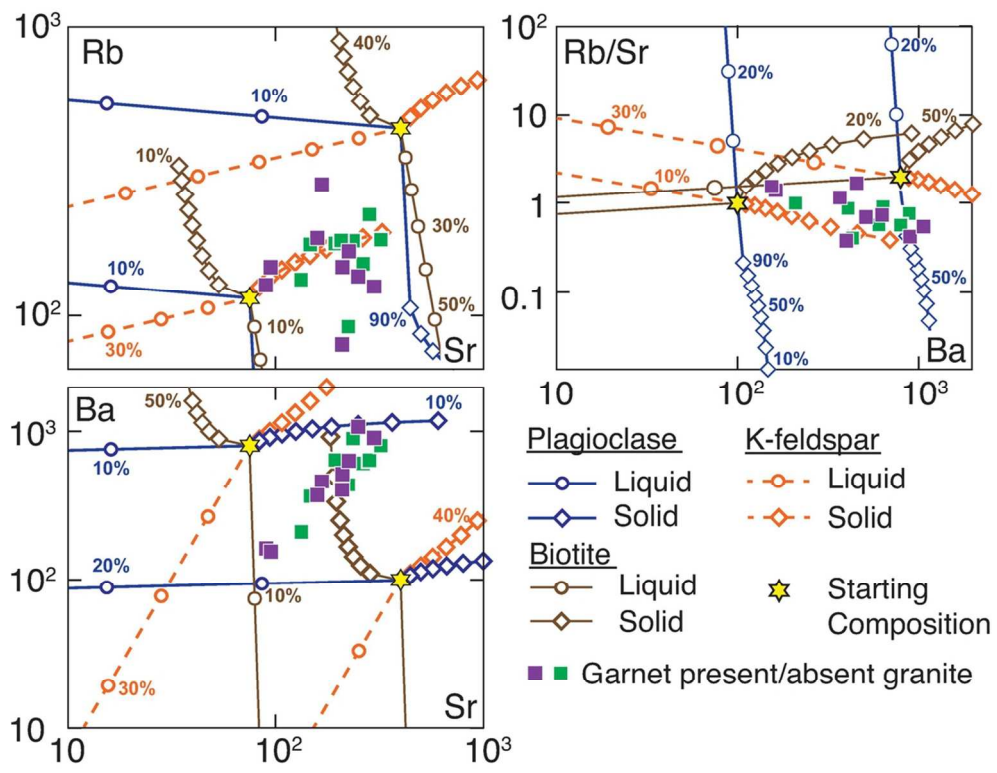 10³
Rb
40%
10%
10%
10%
30%
10²
30%
10%
90%
50%
Sr
10²
Rb/Sr
20%
20%
30%
20%
50%
10
10%
1
90%
50%
50%
0.1
10%
Ba
10
10²
10³
Ba
50%
10%
10³
10%
40%
20%
10²
10%
30%
Sr
10
10
10²
10³
Plagioclase
Liquid
Solid
K-feldspar
Liquid
Solid
Biotite
Liquid
Solid
Starting
Composition
Garnet present/absent granite